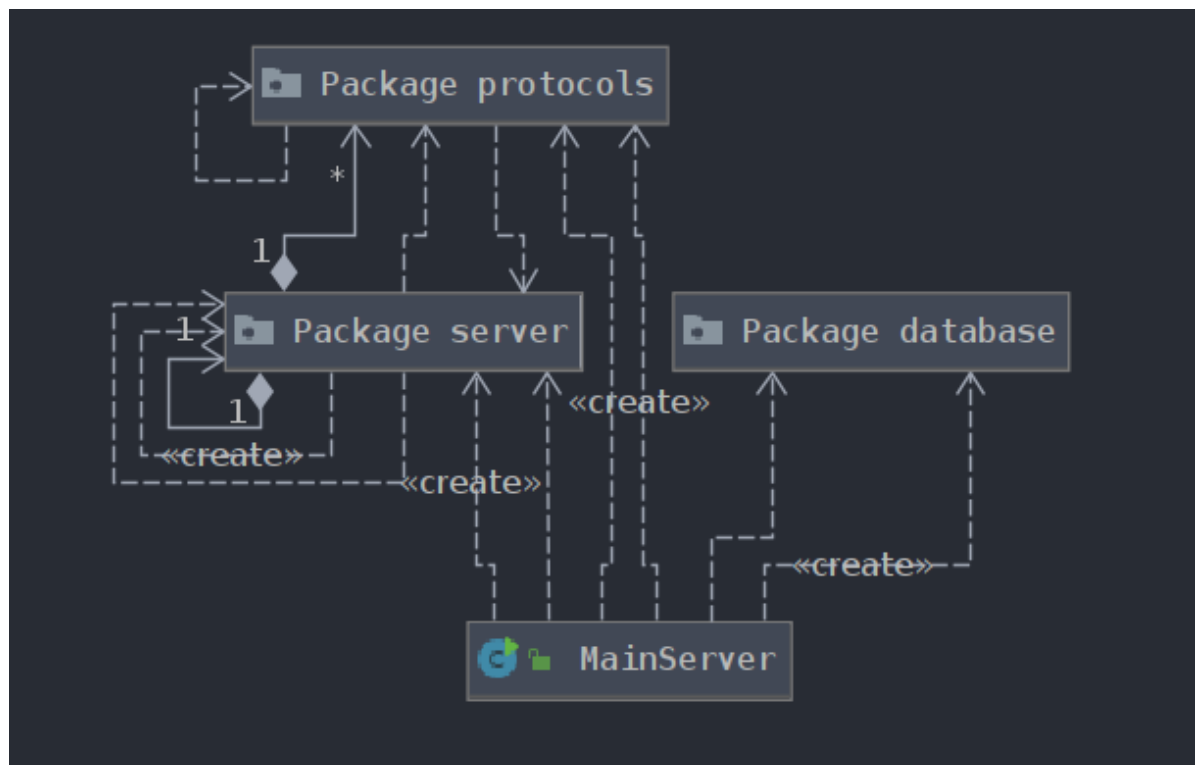 Package protocols
*
1
Package server
Package database
1
1
«create»
«create»
«create»
«create»
C
MainServer